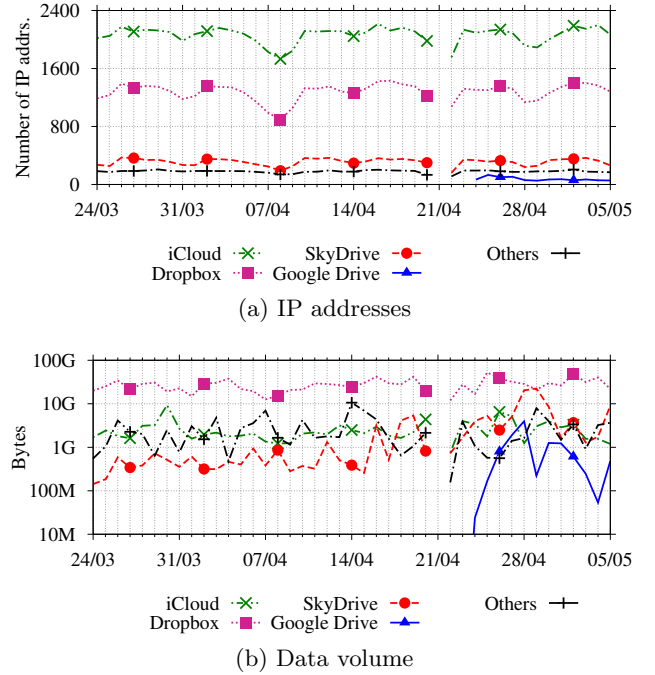 2400
1800
1200
800
0
Number of IP addrs.
24/03 31/03 07/04 14/04 21/04 28/04 05/05
iCloud SkyDrive Others
Dropbox Google Drive
(a) IP addresses
100G
10G
1G
100M
10M
Bytes
24/03 31/03 07/04 14/04 21/04 28/04 05/05
iCloud SkyDrive Others
Dropbox Google Drive
(b) Data volume